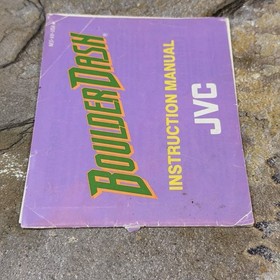 BOULDER DASH
INSTRUCTION MANUAL
JVC